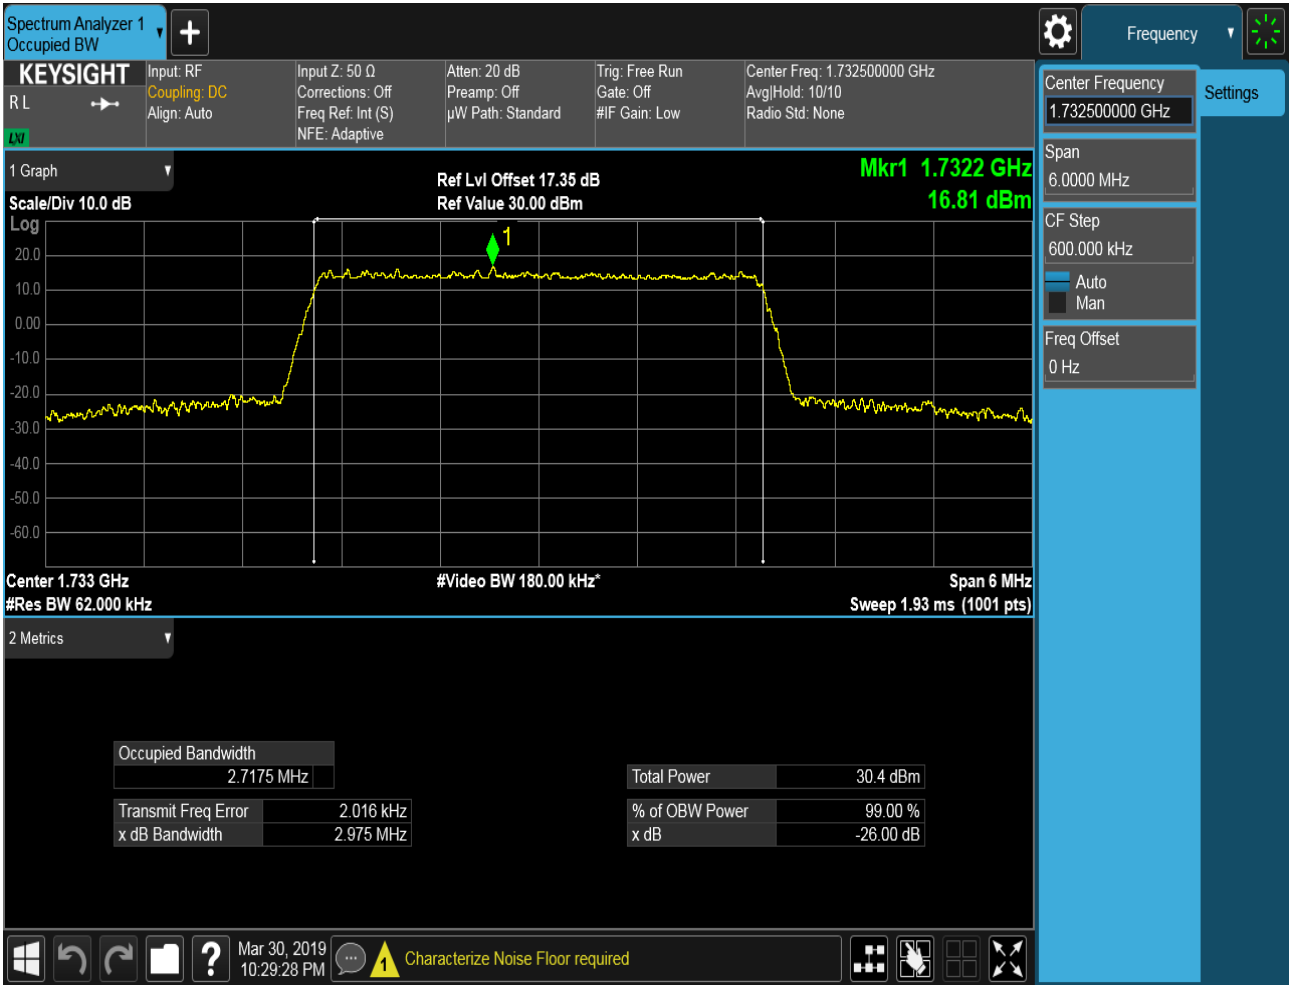 Spectrum Analyzer 1
Occupied BW
Frequency
KEYSIGHT
R L
LXI
Input: RF
Coupling: DC
Align: Auto
Input Z: 50 Ω
Corrections: Off
Freq Ref: Int (S)
NFE: Adaptive
Atten: 20 dB
Preamp: Off
µW Path: Standard
Trig: Free Run
Gate: Off
#IF Gain: Low
Center Freq: 1.732500000 GHz
Avg|Hold: 10/10
Radio Std: None
Center Frequency
1.732500000 GHz
Settings
Span
6.0000 MHz
CF Step
600.000 kHz
Auto
Man
Freq Offset
0 Hz
1 Graph
Scale/Div 10.0 dB
Ref Lvl Offset 17.35 dB
Ref Value 30.00 dBm
Mkr1 1.7322 GHz
16.81 dBm
Log
1
20.0
10.0
0.00
-10.0
-20.0
-30.0
-40.0
-50.0
-60.0
Center 1.733 GHz
#Video BW 180.00 kHz*
Span 6 MHz
#Res BW 62.000 kHz
Sweep 1.93 ms (1001 pts)
2 Metrics
Occupied Bandwidth
2.7175 MHz
Total Power 30.4 dBm
Transmit Freq Error 2.016 kHz
% of OBW Power 99.00 %
x dB Bandwidth 2.975 MHz
x dB -26.00 dB
?
Mar 30, 2019
10:29:28 PM
1
Characterize Noise Floor required